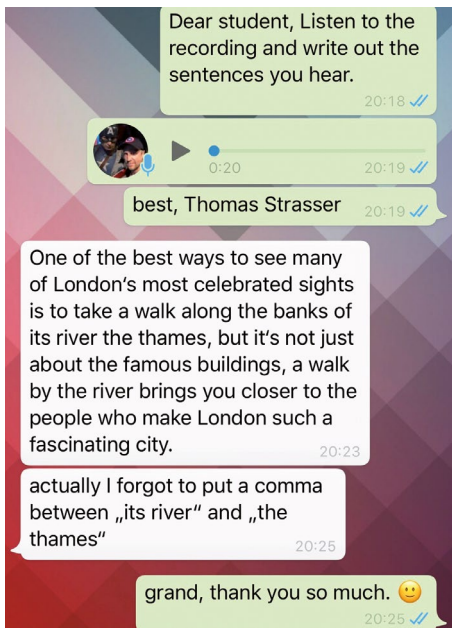 Dear student, Listen to the
recording and write out the
sentences you hear.
20:18
0:20
20:19
best, Thomas Strasser
20:19
One of the best ways to see many
of London‘s most celebrated sights
is to take a walk along the banks of
its river the thames, but it‘s not just
about the famous buildings, a walk
by the river brings you closer to the
people who make London such a
fascinating city.
20:23
actually I forgot to put a comma
between „its river“ and „the
thames“
20:25
grand, thank you so much. 🙂
20:25